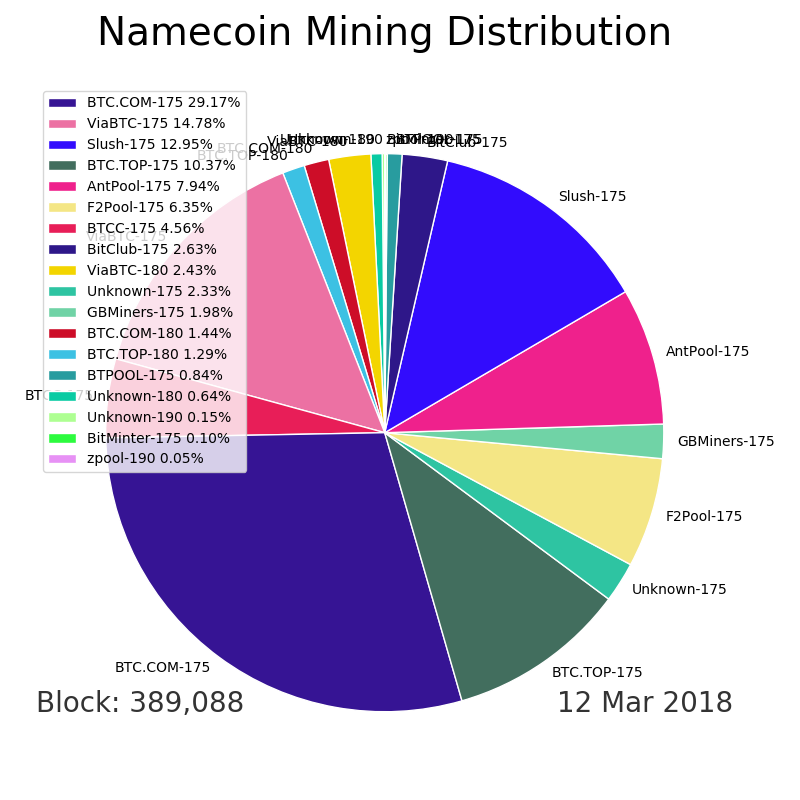 Namecoin Mining Distribution
BTC.COM-175 29.17%
ViaBTC-175 14.78%
Slush-175 12.95%
BTC.TOP-175 10.37%
AntPool-175 7.94%
F2Pool-175 6.35%
BTCC-175 4.56%
BitClub-175 2.63%
ViaBTC-180 2.43%
Unknown-175 2.33%
GBMiners-175 1.98%
BTC.COM-180 1.44%
BTC.TOP-180 1.29%
BTPOOL-175 0.84%
Unknown-180 0.64%
Unknown-190 0.15%
BitMinter-175 0.10%
zpool-190 0.05%
BitClub-175
BTC.COM-180
BTC.TOP-180
Slush-175
ViaBTC-175
AntPool-175
GBMiners-175
F2Pool-175
Unknown-175
BTC.COM-175
BTC.TOP-175
Block: 389,088
12 Mar 2018